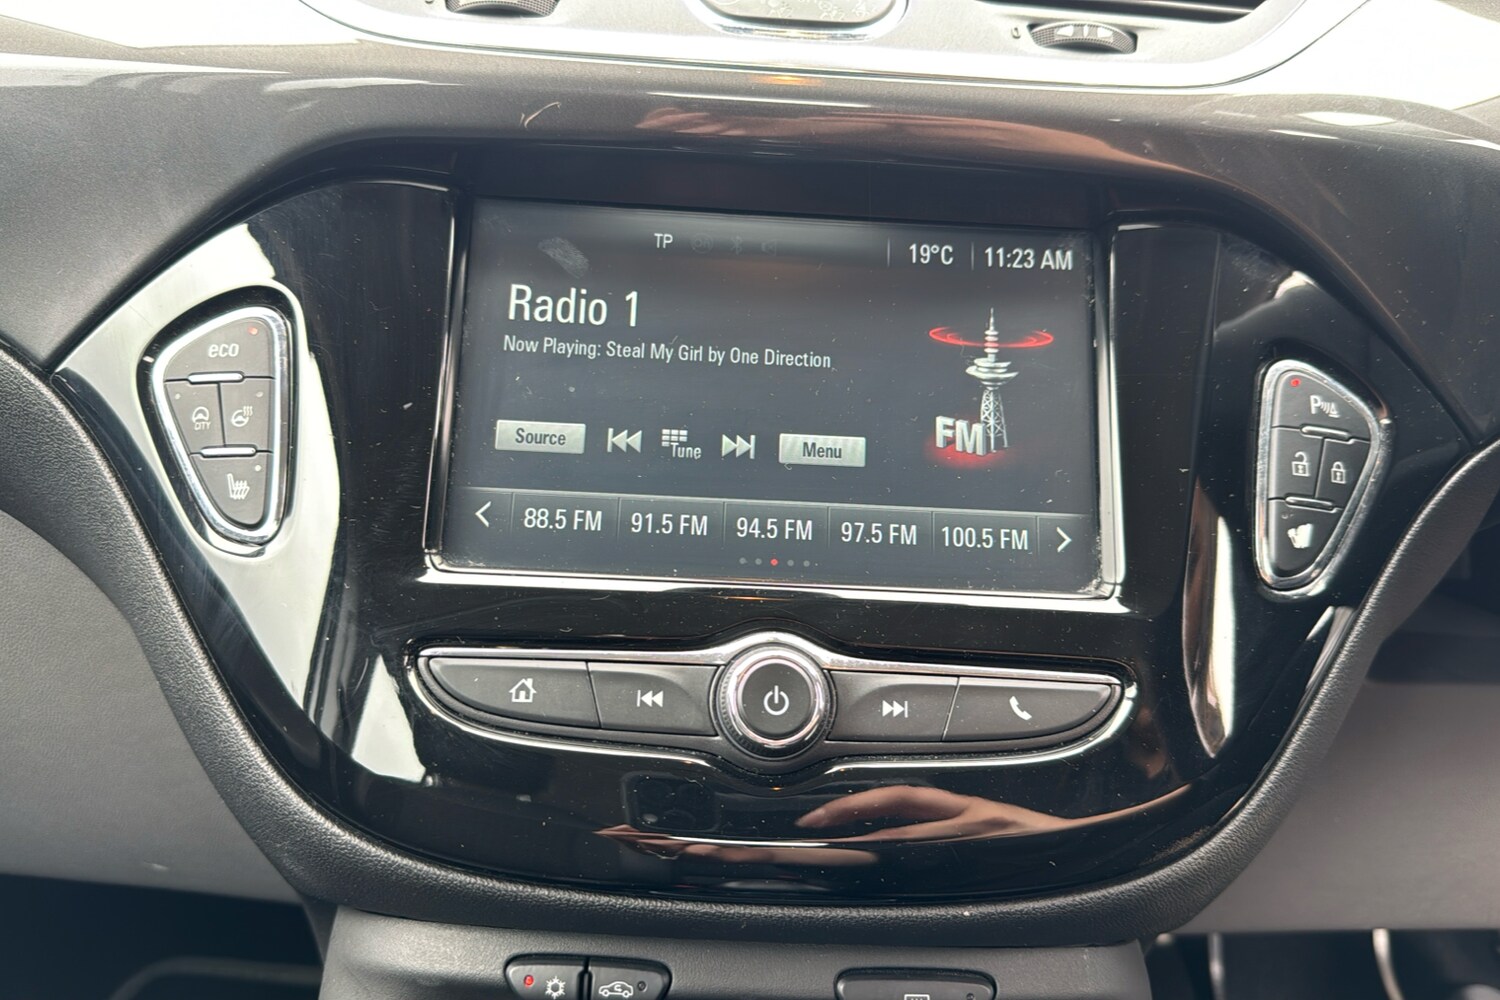 TP
19°C
11:23 AM
Radio 1
Now Playing: Steal My Girl by One Direction
Source
Tune
Menu
FM
88.5 FM
91.5 FM
94.5 FM
97.5 FM
100.5 FM
eco
CITY
P